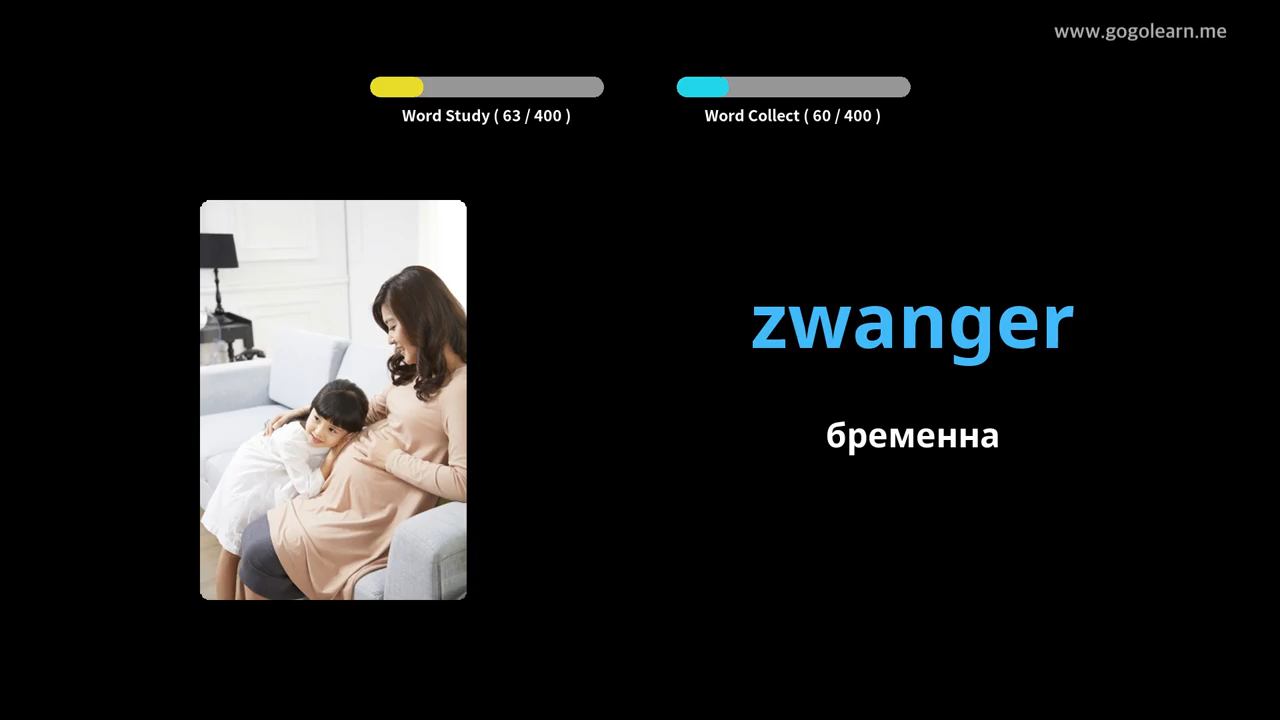 www.gogolearn.me
Word Study ( 63 / 400 )
Word Collect ( 60 / 400 )
zwanger
бременна